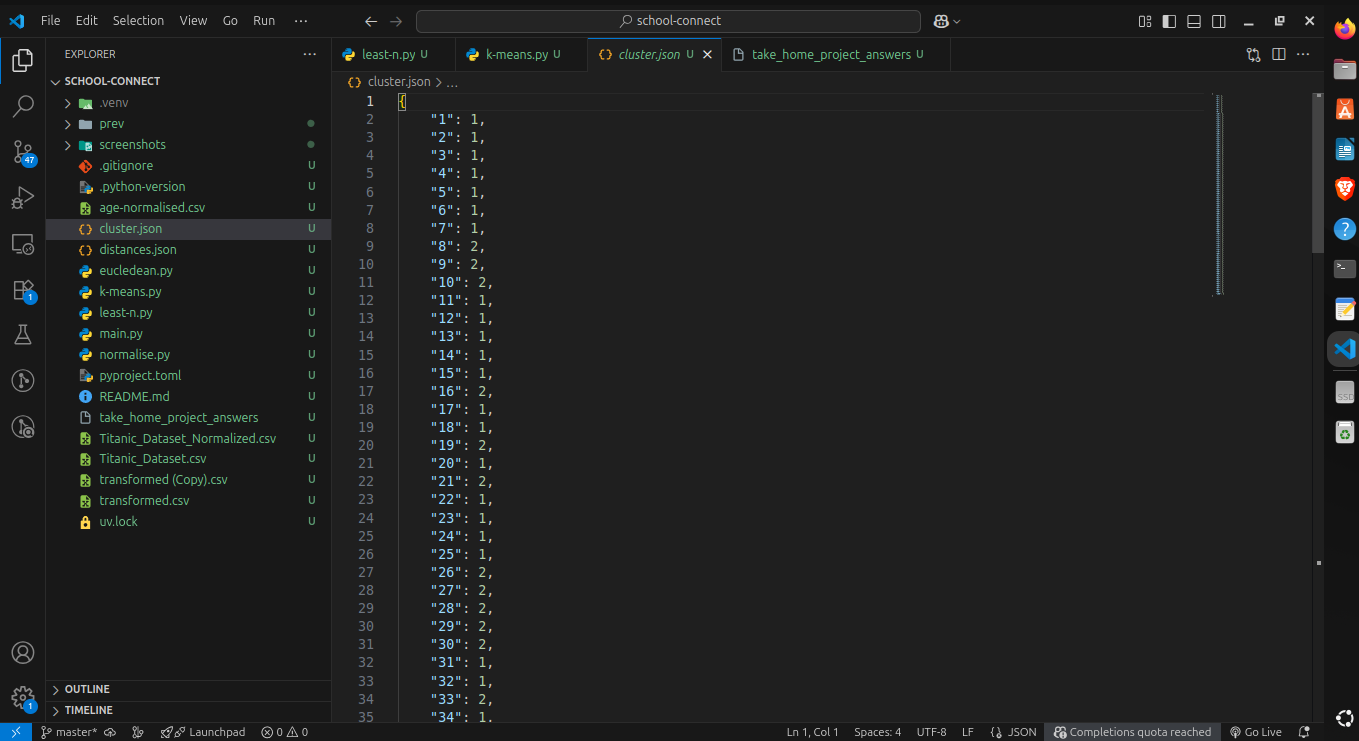 File Edit Selection View Go Run ··· school-connect
EXPLORER ···
SCHOOL-CONNECT
.venv
prev
screenshots
.gitignore U
.python-version U
age-normalised.csv U
cluster.json U
distances.json U
eucledean.py U
k-means.py U
least-n.py U
main.py U
normalise.py U
pyproject.toml U
README.md U
take_home_project_answers U
Titanic_Dataset_Normalized.csv U
Titanic_Dataset.csv U
transformed (Copy).csv U
transformed.csv U
uv.lock U
OUTLINE
TIMELINE
47
1
1
least-n.py U k-means.py U cluster.json U take_home_project_answers U ···
cluster.json > ...
1 {
2 "1": 1,
3 "2": 1,
4 "3": 1,
5 "4": 1,
6 "5": 1,
7 "6": 1,
8 "7": 1,
9 "8": 2,
10 "9": 2,
11 "10": 2,
12 "11": 1,
13 "12": 1,
14 "13": 1,
15 "14": 1,
16 "15": 1,
17 "16": 2,
18 "17": 1,
19 "18": 1,
20 "19": 2,
21 "20": 1,
22 "21": 2,
23 "22": 1,
24 "23": 1,
25 "24": 1,
26 "25": 1,
27 "26": 2,
28 "27": 2,
29 "28": 2,
30 "29": 2,
31 "30": 2,
32 "31": 1,
33 "32": 1,
34 "33": 2,
35 "34": 1,
master* Launchpad 0 0 Ln 1, Col 1 Spaces: 4 UTF-8 LF {} JSON Completions quota reached Go Live
SSD